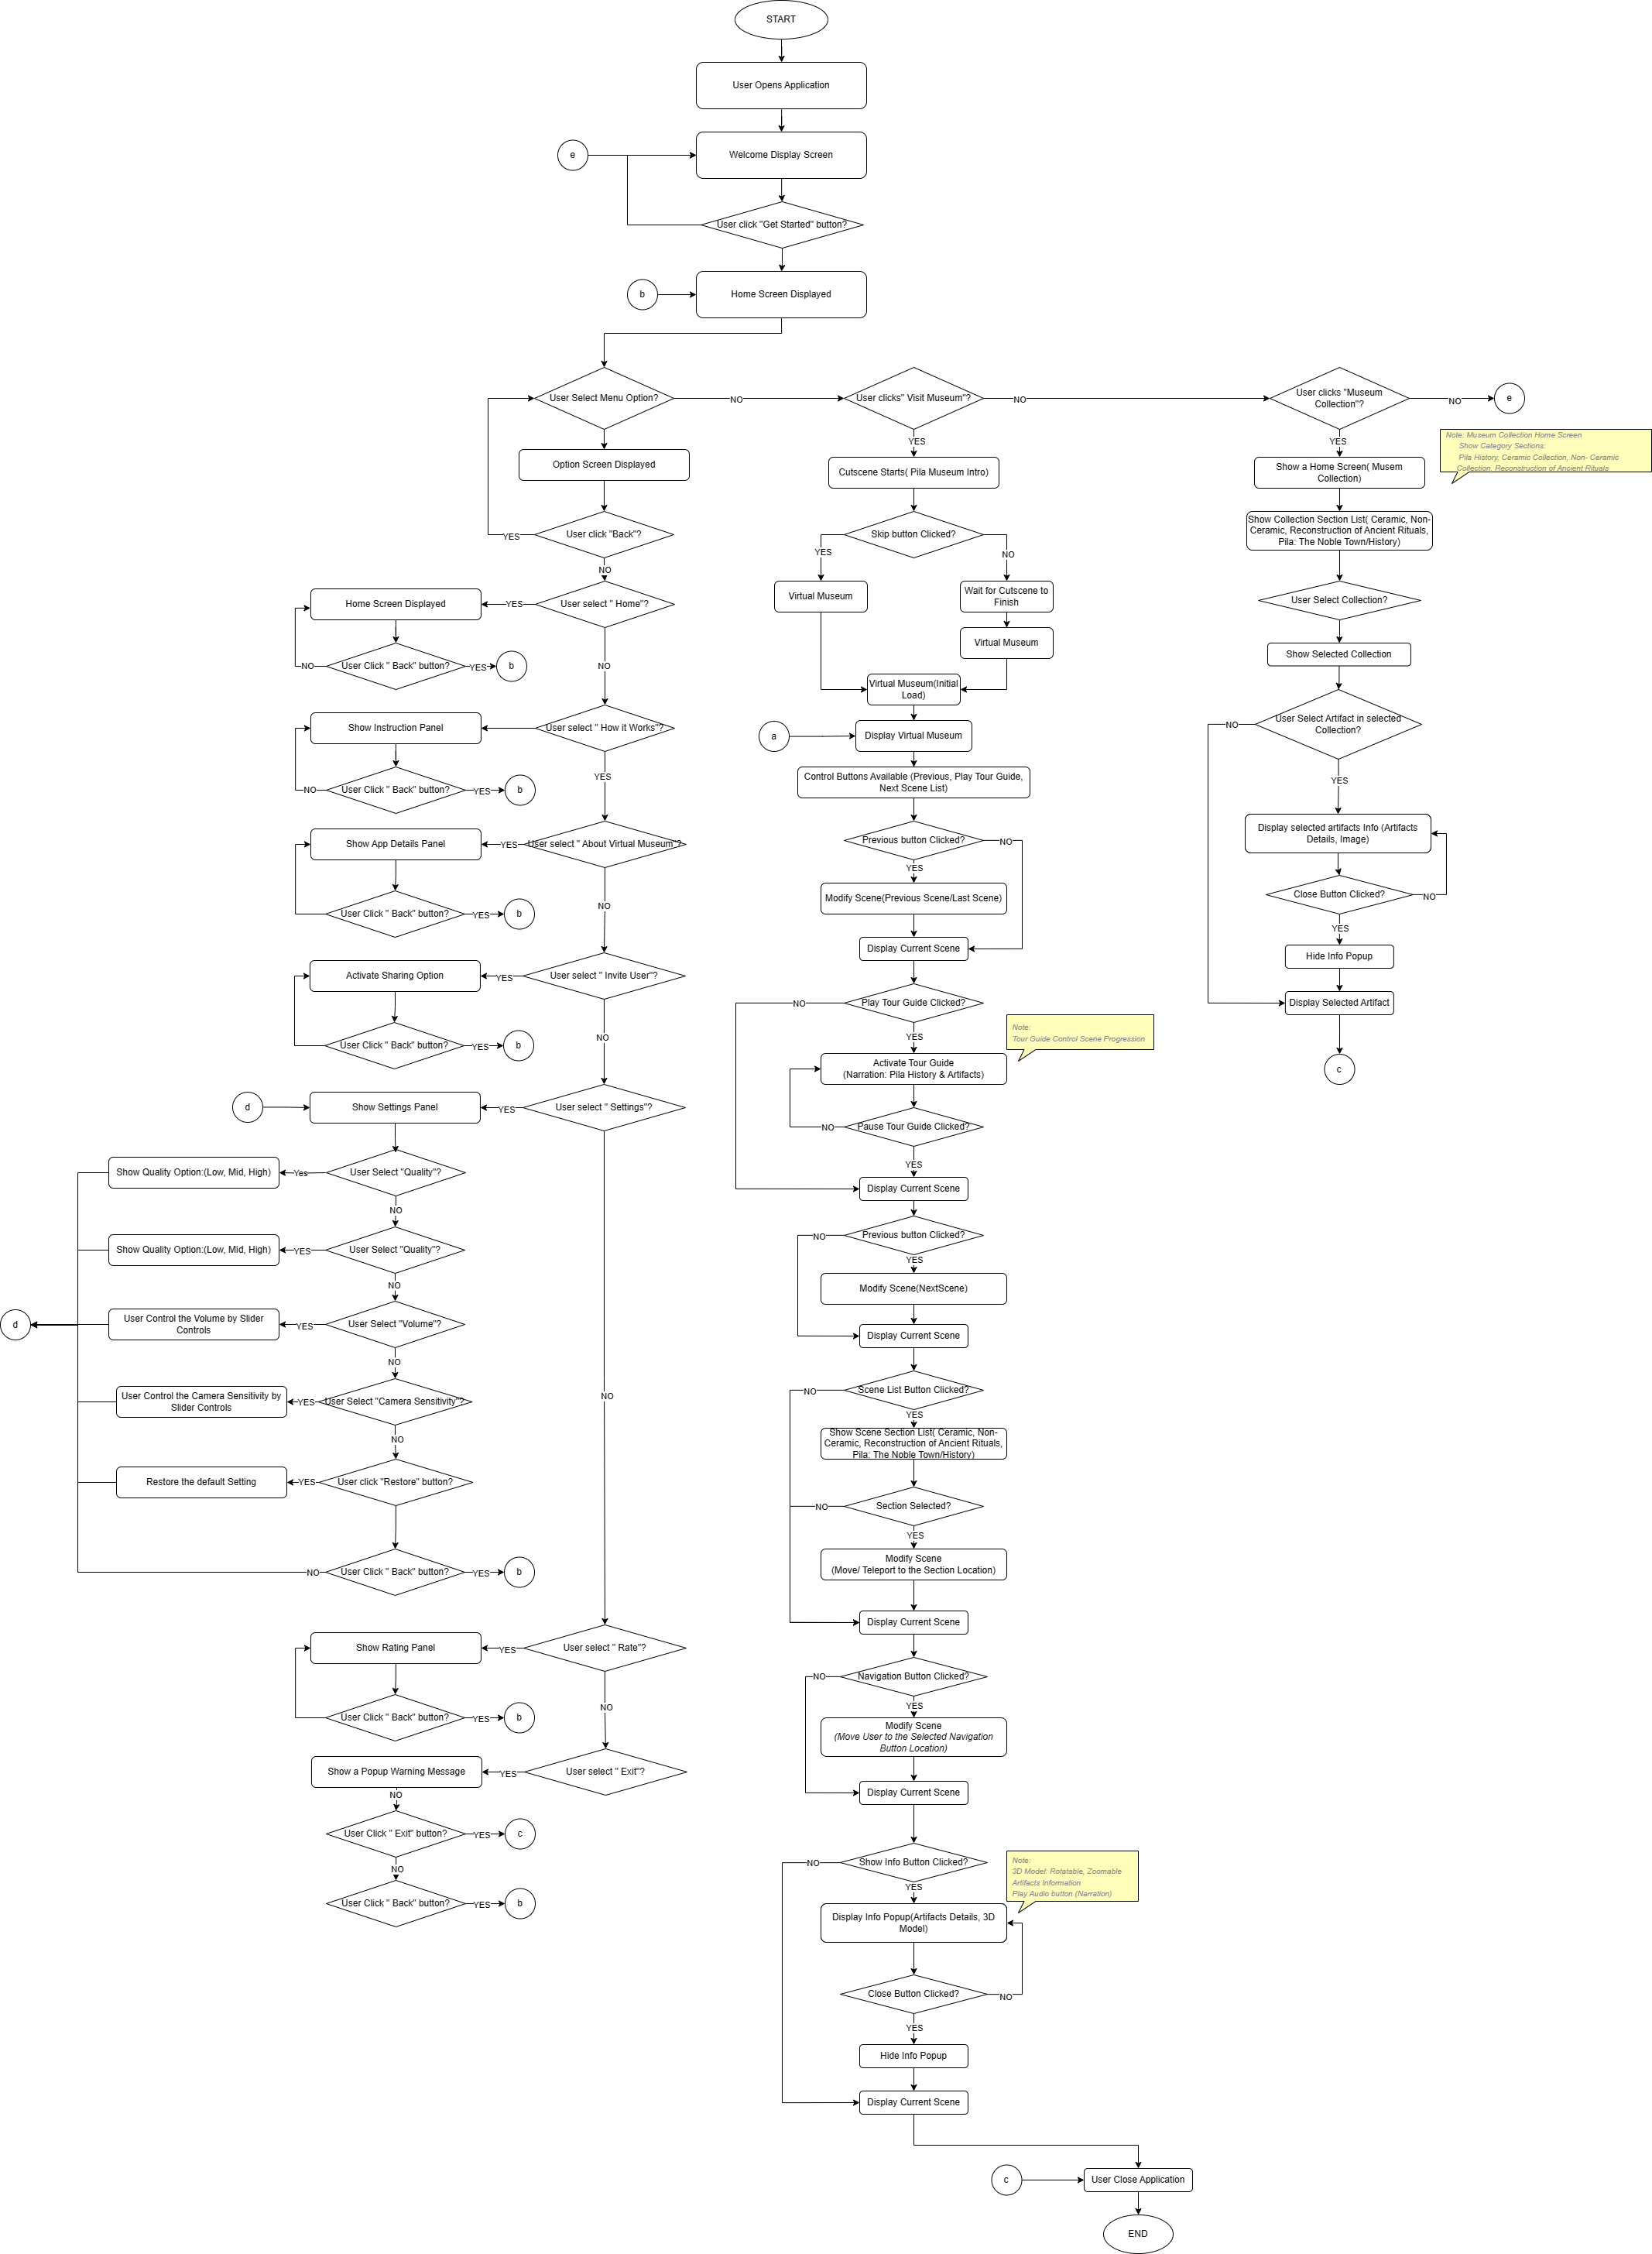 START
User Opens Application
e
Welcome Display Screen
User click "Get Started" button?
b
Home Screen Displayed
User Select Menu Option?
NO
User clicks" Visit Museum"?
NO
User clicks "Museum
Collection"?
NO
e
Note: Museum Collection Home Screen
Show Category Sections:
Pila History, Ceramic Collection, Non- Ceramic
Collection, Reconstruction of Ancient Rituals
Option Screen Displayed
User click "Back"?
YES
NO
User select " Home"?
YES
Home Screen Displayed
User Click " Back" button?
NO
YES
b
NO
User select " How it Works"?
Show Instruction Panel
User Click " Back" button?
NO
YES
b
YES
User select " About Virtual Museum"?
YES
Show App Details Panel
User Click " Back" button?
YES
b
NO
User select " Invite User"?
YES
Activate Sharing Option
User Click " Back" button?
YES
b
NO
User select " Settings"?
YES
Show Settings Panel
d
User Select "Quality"?
Yes
Show Quality Option:(Low, Mid, High)
NO
User Select "Quality"?
YES
Show Quality Option:(Low, Mid, High)
NO
User Select "Volume"?
YES
User Control the Volume by Slider
Controls
d
NO
User Select "Camera Sensitivity"?
YES
User Control the Camera Sensitivity by
Slider Controls
NO
User click "Restore" button?
YES
Restore the default Setting
User Click " Back" button?
NO
YES
b
NO
User select " Rate"?
YES
Show Rating Panel
User Click " Back" button?
YES
b
NO
User select " Exit"?
YES
Show a Popup Warning Message
NO
User Click " Exit" button?
YES
c
NO
User Click " Back" button?
YES
b
YES
Cutscene Starts( Pila Museum Intro)
Skip button Clicked?
YES
NO
Virtual Museum
Wait for Cutscene to
Finish
Virtual Museum
Virtual Museum(Initial
Load)
a
Display Virtual Museum
Control Buttons Available (Previous, Play Tour Guide,
Next Scene List)
Previous button Clicked?
NO
YES
Modify Scene(Previous Scene/Last Scene)
Display Current Scene
Play Tour Guide Clicked?
NO
YES
Note:
Tour Guide Control Scene Progression
Activate Tour Guide
(Narration: Pila History & Artifacts)
Pause Tour Guide Clicked?
NO
YES
Display Current Scene
Previous button Clicked?
NO
YES
Modify Scene(NextScene)
Display Current Scene
Scene List Button Clicked?
NO
YES
Show Scene Section List( Ceramic, Non-
Ceramic, Reconstruction of Ancient Rituals,
Pila: The Noble Town/History)
Section Selected?
NO
YES
Modify Scene
(Move/ Teleport to the Section Location)
Display Current Scene
Navigation Button Clicked?
NO
YES
Modify Scene
(Move User to the Selected Navigation
Button Location)
Display Current Scene
Show Info Button Clicked?
NO
YES
Note:
3D Model: Rotatable, Zoomable
Artifacts Information
Play Audio button (Narration)
Display Info Popup(Artifacts Details, 3D
Model)
Close Button Clicked?
NO
YES
Hide Info Popup
Display Current Scene
c
User Close Application
END
YES
Show a Home Screen( Musem
Collection)
Show Collection Section List( Ceramic, Non-
Ceramic, Reconstruction of Ancient Rituals,
Pila: The Noble Town/History)
User Select Collection?
Show Selected Collection
User Select Artifact in selected
Collection?
NO
YES
Display selected artifacts Info (Artifacts
Details, Image)
Close Button Clicked?
NO
YES
Hide Info Popup
Display Selected Artifact
c